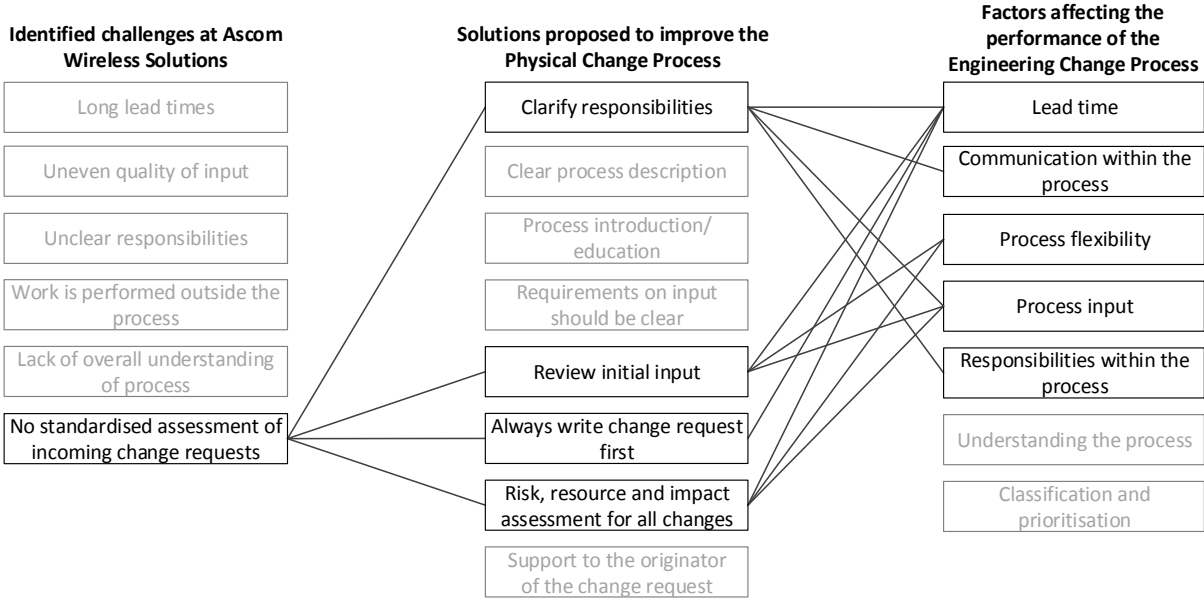 Identified challenges at Ascom
Wireless Solutions
Long lead times
Uneven quality of input
Unclear responsibilities
Work is performed outside the
process
Lack of overall understanding
of process
No standardised assessment of
incoming change requests
Solutions proposed to improve the
Physical Change Process
Clarify responsibilities
Clear process description
Process introduction/
education
Requirements on input
should be clear
Review initial input
Always write change request
first
Risk, resource and impact
assessment for all changes
Support to the originator
of the change request
Factors affecting the
performance of the
Engineering Change Process
Lead time
Communication within the
process
Process flexibility
Process input
Responsibilities within the
process
Understanding the process
Classification and
prioritisation